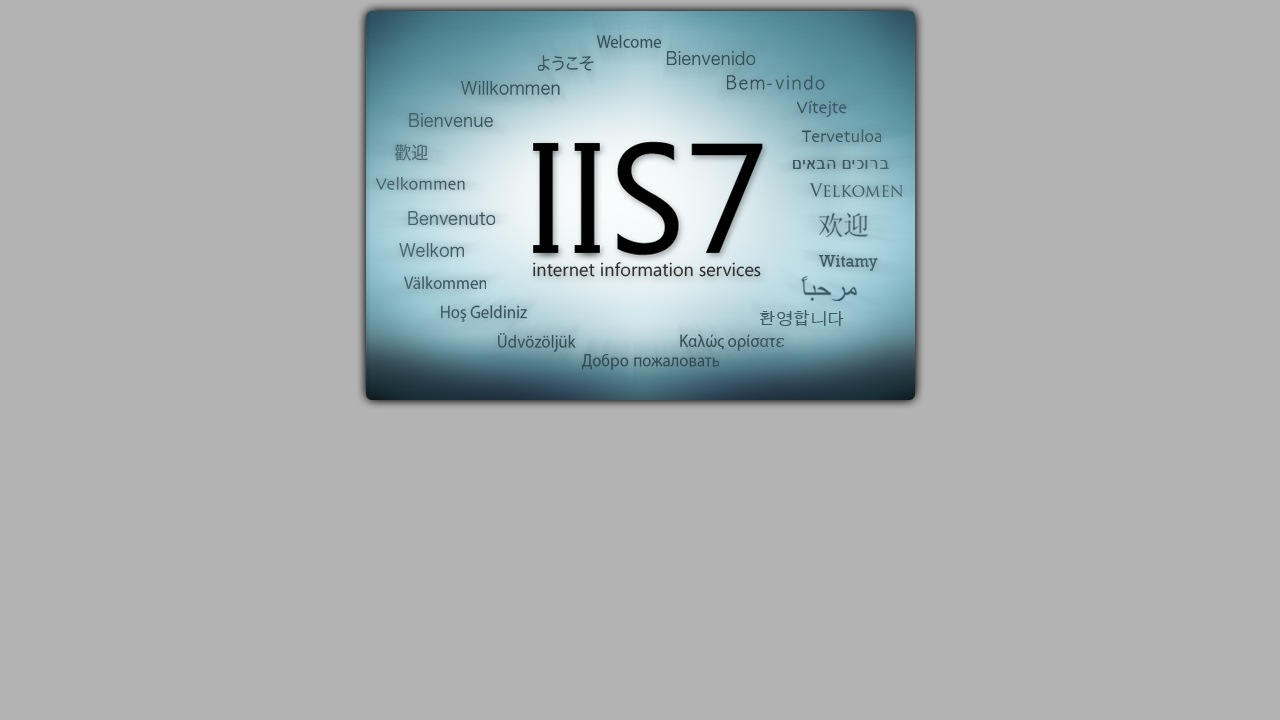 Welcome
ようこそ
Bienvenido
Willkommen
Bem-vindo
Vítejte
Bienvenue
Tervetuloa
歡迎
ברוכים הבאים
Velkommen
VELKOMEN
IIS7
Benvenuto
欢迎
Welkom
Witamy
internet information services
Välkommen
مرحباً
Hoş Geldiniz
환영합니다
Üdvözöljük
Καλώς ορίσατε
Добро пожаловать